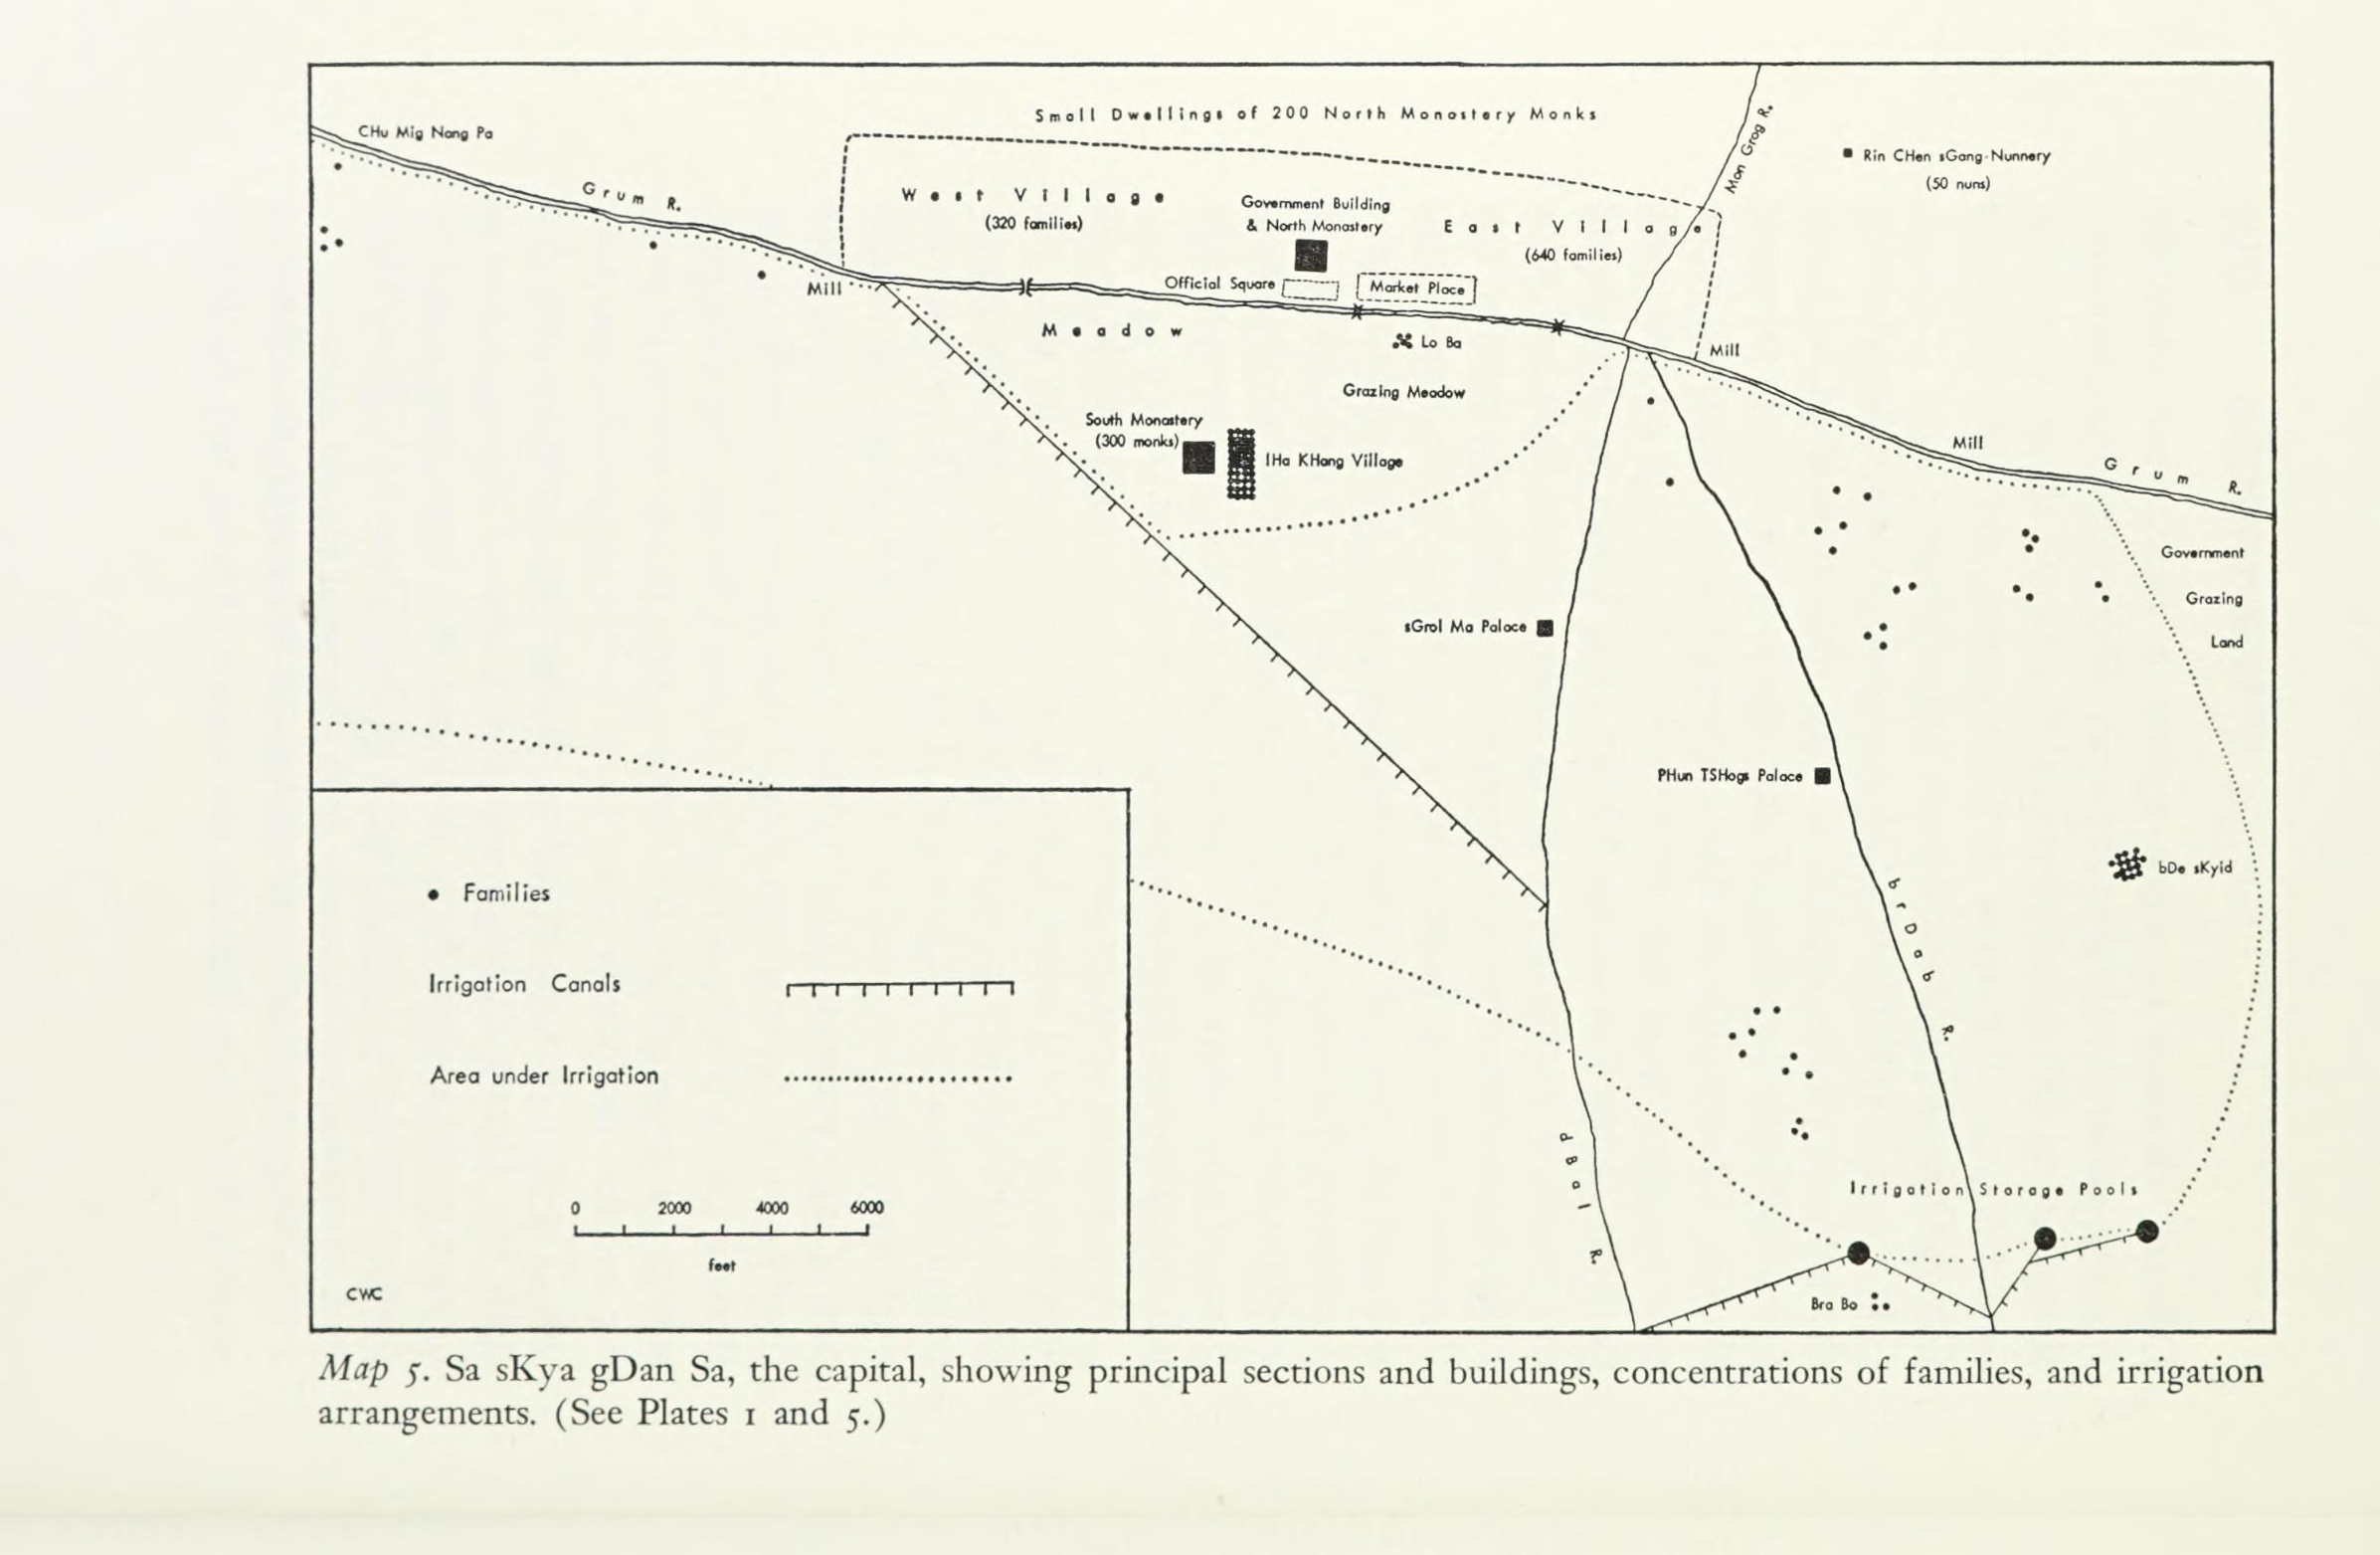 Small Dwellings of 200 North Monastery Monks
CHu Mig Nang Pa
Grum R.
Mon Grog R.
Rin CHen sGang-Nunnery
(50 nuns)
West Village
(320 families)
Government Building
& North Monastery
East Village
(640 families)
Official Square
Market Place
Mill
Meadow
Lo Ba
Mill
Grazing Meadow
South Monastery
(300 monks)
lHa KHang Village
Mill
Grum R.
Government
Grazing
Land
sGrol Ma Palace
PHun TSHogs Palace
bDe sKyid
brDab R.
dBal R.
Irrigation Storage Pools
Bra Bo
Families
Irrigation Canals
Area under Irrigation
0 2000 4000 6000
feet
CWC
Map 5. Sa sKya gDan Sa, the capital, showing principal sections and buildings, concentrations of families, and irrigation
arrangements. (See Plates 1 and 5.)